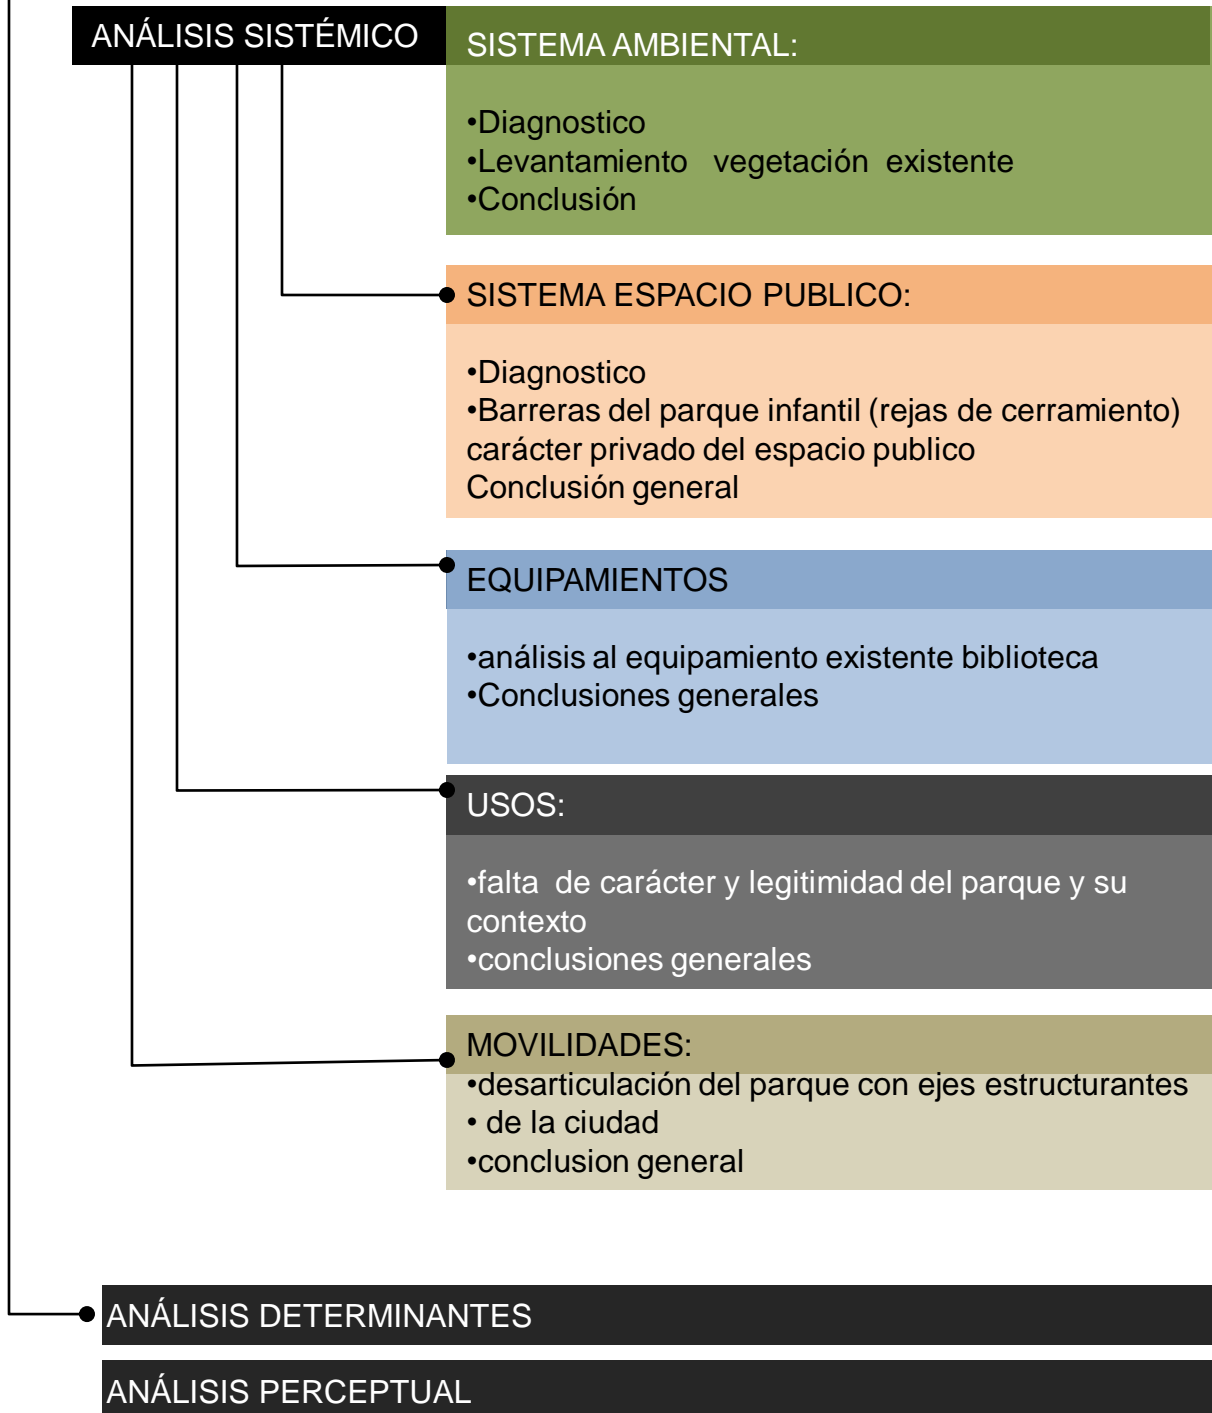 ANÁLISIS SISTÉMICO
SISTEMA AMBIENTAL:
•Diagnostico
•Levantamiento vegetación existente
•Conclusión
SISTEMA ESPACIO PUBLICO:
•Diagnostico
•Barreras del parque infantil (rejas de cerramiento)
carácter privado del espacio publico
Conclusión general
EQUIPAMIENTOS
•análisis al equipamiento existente biblioteca
•Conclusiones generales
USOS:
•falta de carácter y legitimidad del parque y su
contexto
•conclusiones generales
MOVILIDADES:
•desarticulación del parque con ejes estructurantes
• de la ciudad
•conclusion general
ANÁLISIS DETERMINANTES
ANÁLISIS PERCEPTUAL